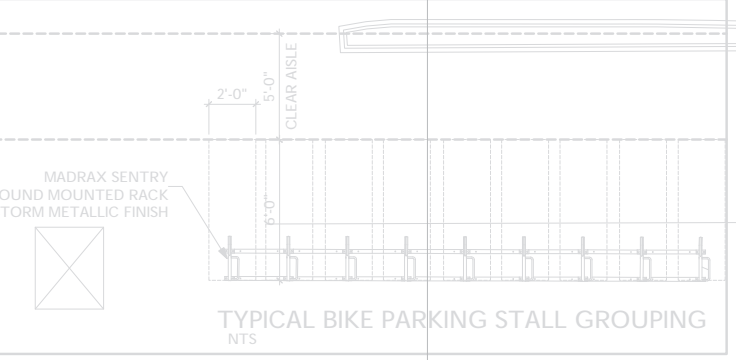 5'-0"
CLEAR AISLE
2'-0"
MADRAX SENTRY
OUND MOUNTED RACK
TORM METALLIC FINISH
6'-0"
TYPICAL BIKE PARKING STALL GROUPING
NTS